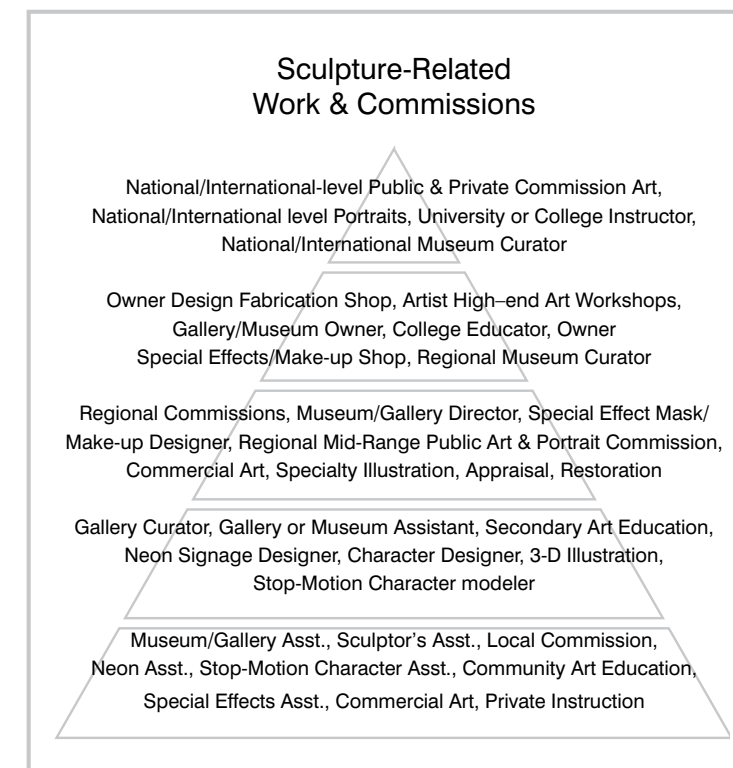 Sculpture-Related
Work & Commissions
National/International-level Public & Private Commission Art,
National/International level Portraits, University or College Instructor,
National/International Museum Curator
Owner Design Fabrication Shop, Artist High–end Art Workshops,
Gallery/Museum Owner, College Educator, Owner
Special Effects/Make-up Shop, Regional Museum Curator
Regional Commissions, Museum/Gallery Director, Special Effect Mask/
Make-up Designer, Regional Mid-Range Public Art & Portrait Commission,
Commercial Art, Specialty Illustration, Appraisal, Restoration
Gallery Curator, Gallery or Museum Assistant, Secondary Art Education,
Neon Signage Designer, Character Designer, 3-D Illustration,
Stop-Motion Character modeler
Museum/Gallery Asst., Sculptor’s Asst., Local Commission,
Neon Asst., Stop-Motion Character Asst., Community Art Education,
Special Effects Asst., Commercial Art, Private Instruction